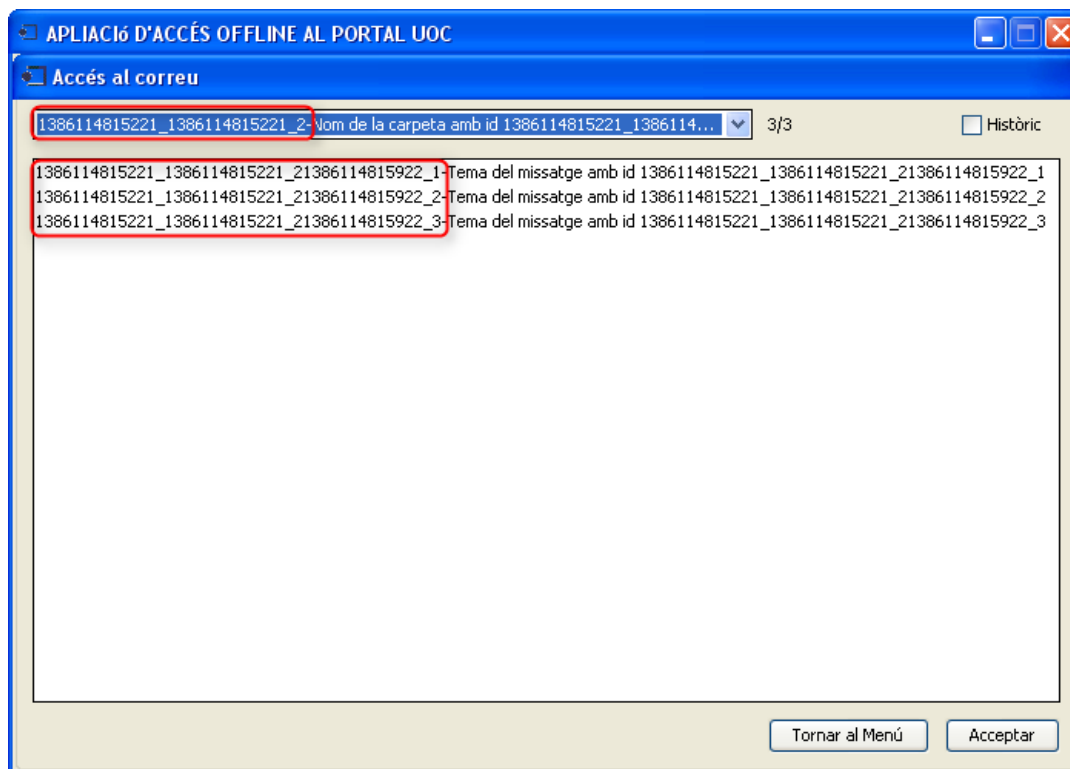 APLIACIÓ D'ACCÉS OFFLINE AL PORTAL UOC
Accés al correu
1386114815221_1386114815221_2-Nom de la carpeta amb id 1386114815221_1386114... 3/3 Històric
1386114815221_1386114815221_21386114815922_1-Tema del missatge amb id 1386114815221_1386114815221_21386114815922_1
1386114815221_1386114815221_21386114815922_2-Tema del missatge amb id 1386114815221_1386114815221_21386114815922_2
1386114815221_1386114815221_21386114815922_3-Tema del missatge amb id 1386114815221_1386114815221_21386114815922_3
Tornar al Menú Acceptar